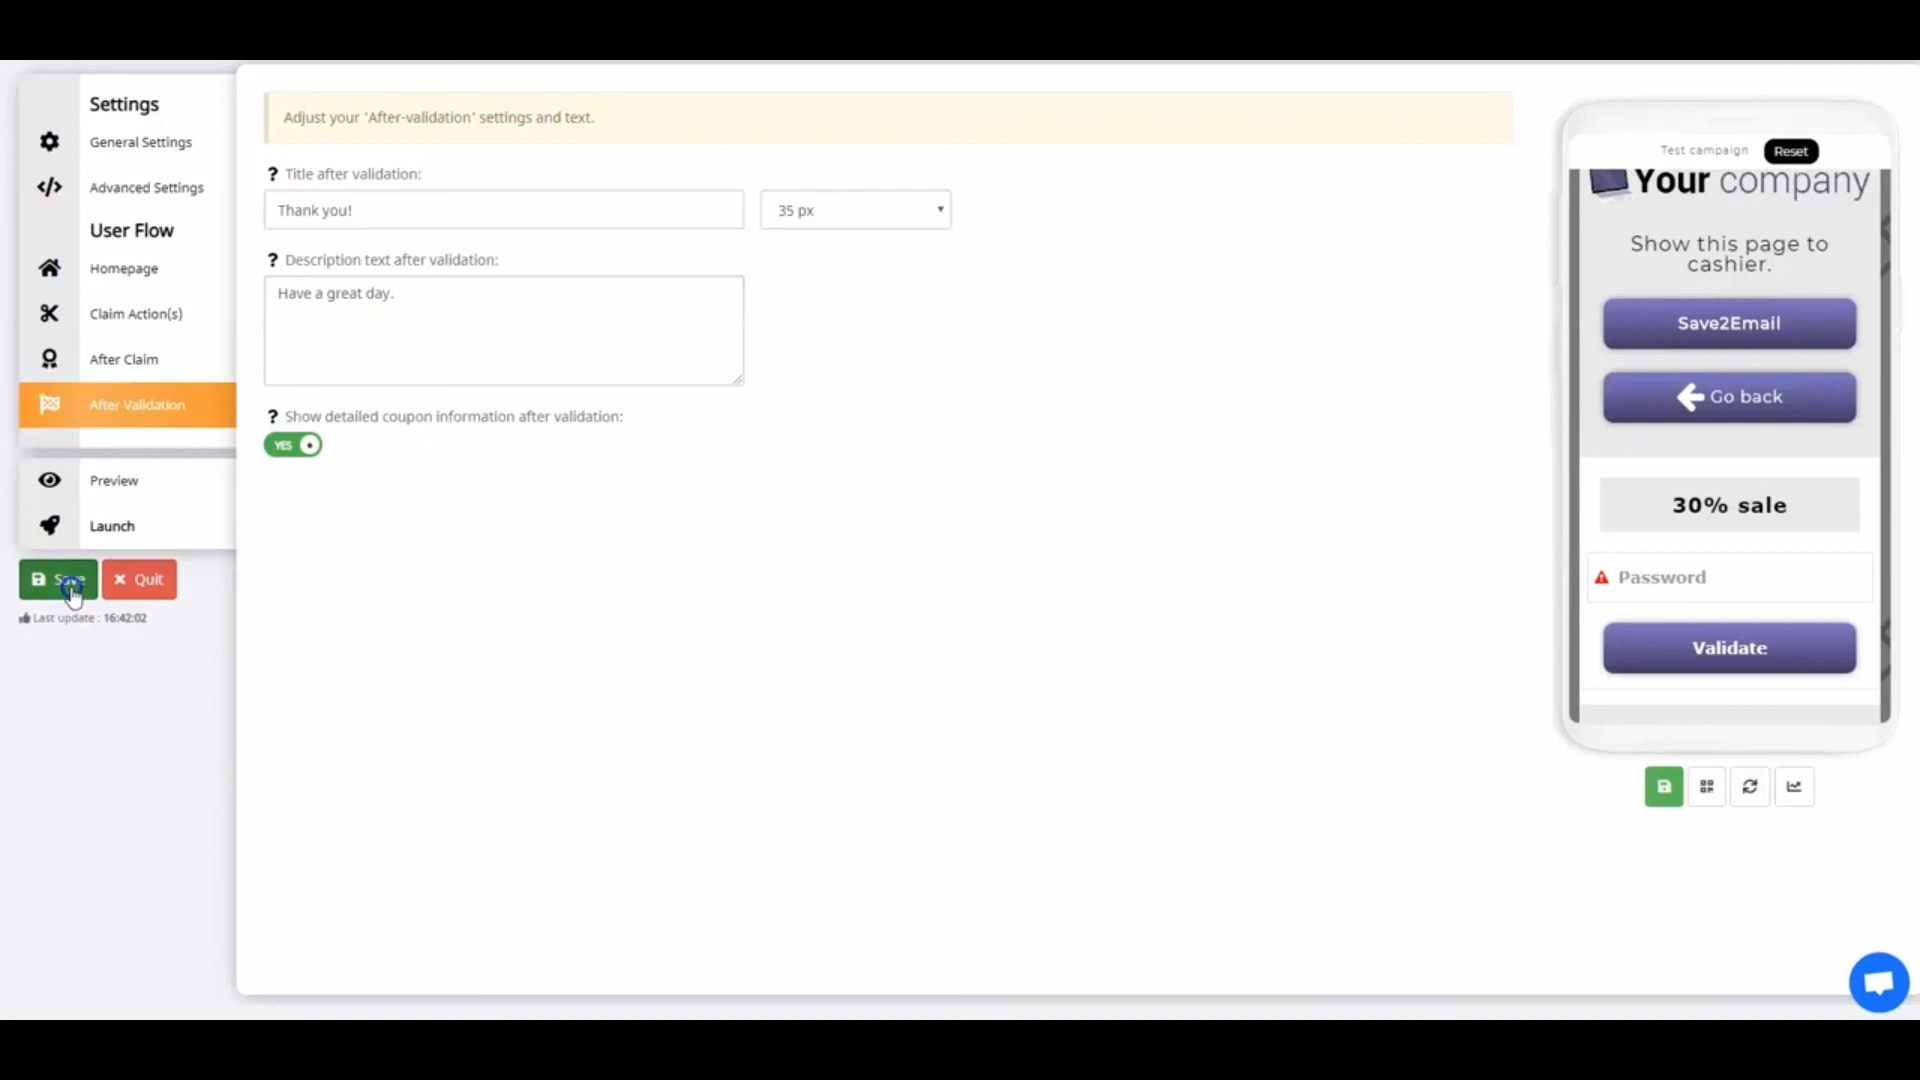 Settings
General Settings
Advanced Settings
User Flow
Homepage
Claim Action(s)
After Claim
After Validation
Preview
Launch
Save
Quit
Last update : 16:42:02
Adjust your 'After-validation' settings and text.
? Title after validation:
Thank you!
35 px
? Description text after validation:
Have a great day.
? Show detailed coupon information after validation:
YES
Test campaign
Reset
Your company
Show this page to
cashier.
Save2Email
Go back
30% sale
Password
Validate